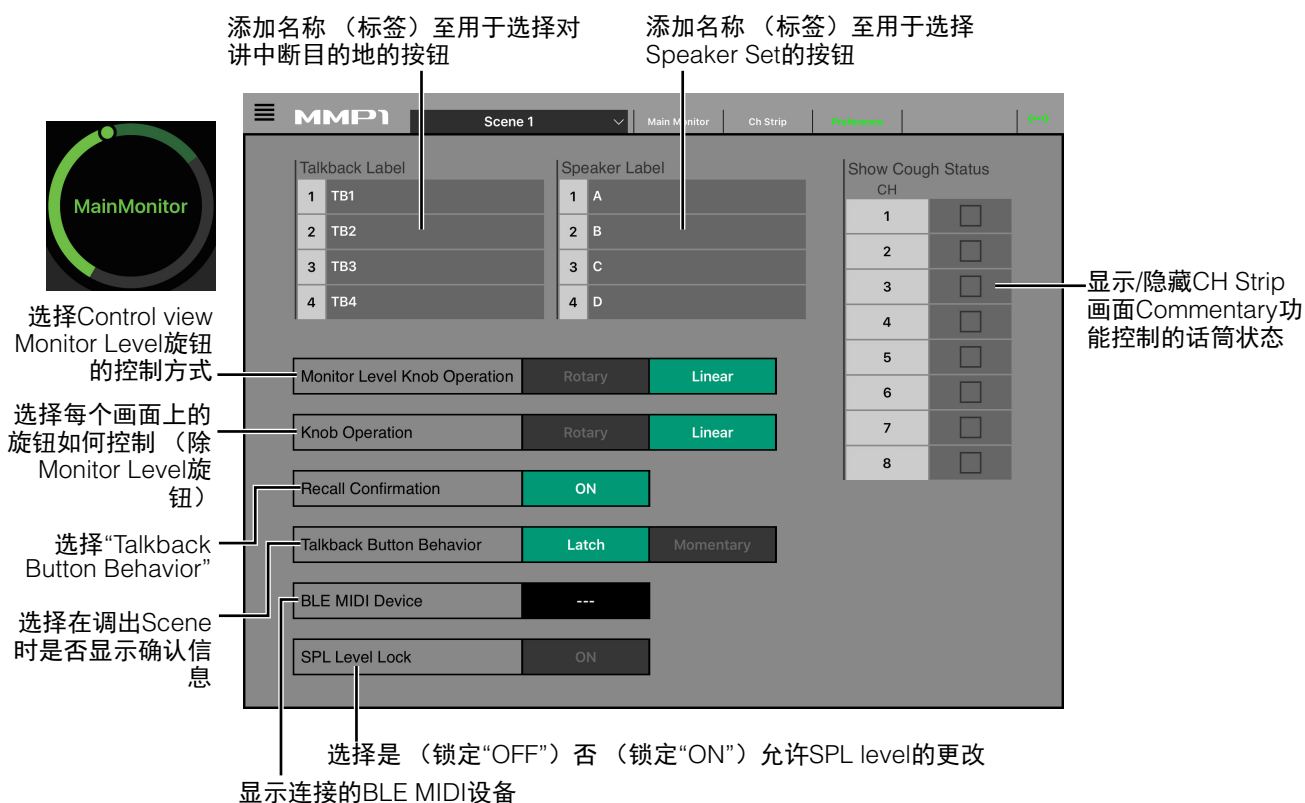 添加名称 （标签）至用于选择对
讲中断目的地的按钮
添加名称 （标签）至用于选择
Speaker Set的按钮
MMP1
Scene 1
Main Monitor
Ch Strip
Preference
MainMonitor
选择Control view
Monitor Level旋钮
的控制方式
选择每个画面上的
旋钮如何控制 （除
Monitor Level旋
钮）
选择“Talkback
Button Behavior”
选择在调出Scene
时是否显示确认信
息
Talkback Label
1 TB1
2 TB2
3 TB3
4 TB4
Speaker Label
1 A
2 B
3 C
4 D
Show Cough Status
CH
1
2
3
4
5
6
7
8
显示/隐藏CH Strip
画面Commentary功
能控制的话筒状态
Monitor Level Knob Operation Rotary Linear
Knob Operation Rotary Linear
Recall Confirmation ON
Talkback Button Behavior Latch Momentary
BLE MIDI Device ---
SPL Level Lock ON
选择是 （锁定“OFF”）否 （锁定“ON”）允许SPL level的更改
显示连接的BLE MIDI设备